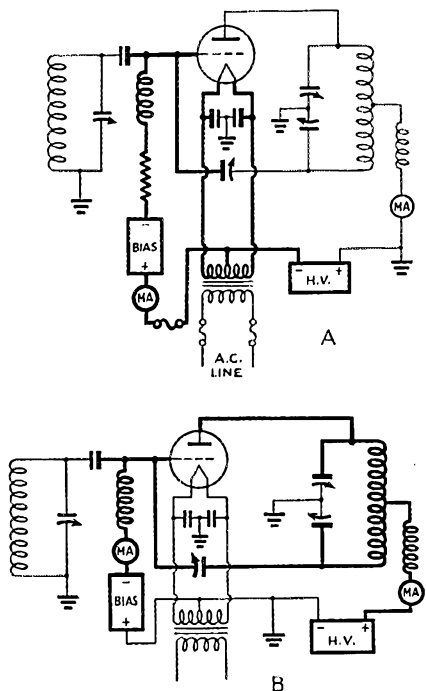 MA
-
BIAS
+
MA
- +
H.V.
A
A.C.
LINE
MA
-
BIAS
+
- +
H.V.
MA
B